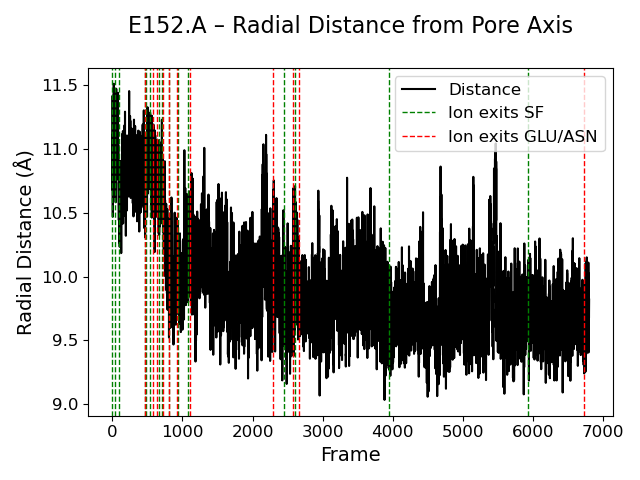 E152.A – Radial Distance from Pore Axis
Radial Distance (Å)
11.5
11.0
10.5
10.0
9.5
9.0
Distance
Ion exits SF
Ion exits GLU/ASN
0
1000
2000
3000
4000
5000
6000
7000
Frame